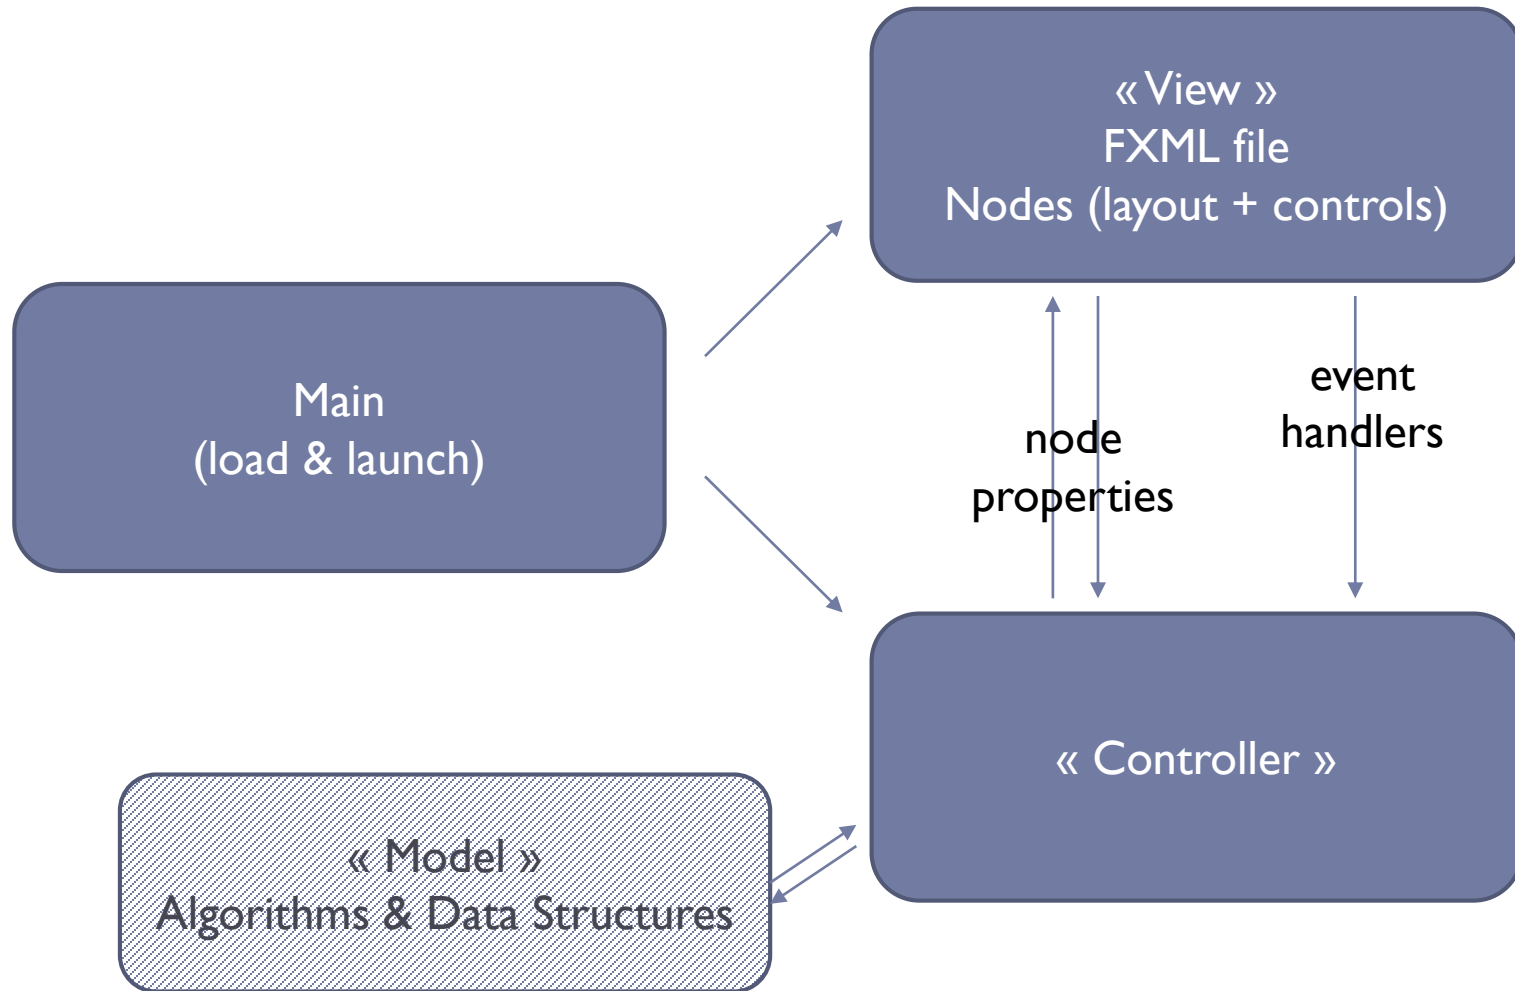 « View »
FXML file
Nodes (layout + controls)
Main
(load & launch)
event
handlers
node
properties
« Controller »
« Model »
Algorithms & Data Structures